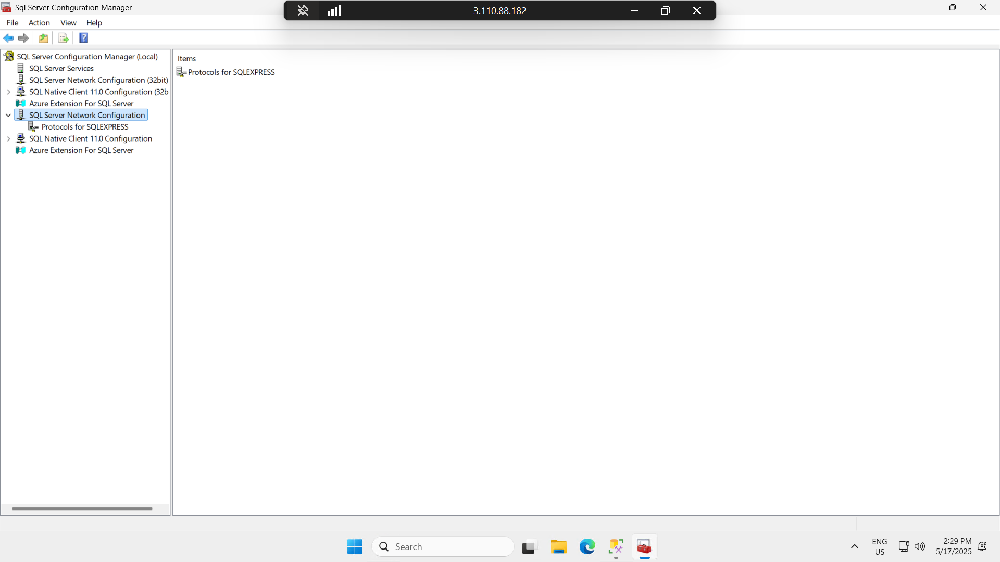 Sql Server Configuration Manager
3.110.88.182
File Action View Help
SQL Server Configuration Manager (Local)
SQL Server Services
SQL Server Network Configuration (32bit)
SQL Native Client 11.0 Configuration (32b
Azure Extension For SQL Server
SQL Server Network Configuration
Protocols for SQLEXPRESS
SQL Native Client 11.0 Configuration
Azure Extension For SQL Server
Items
Protocols for SQLEXPRESS
Search
ENG
US
2:29 PM
5/17/2025